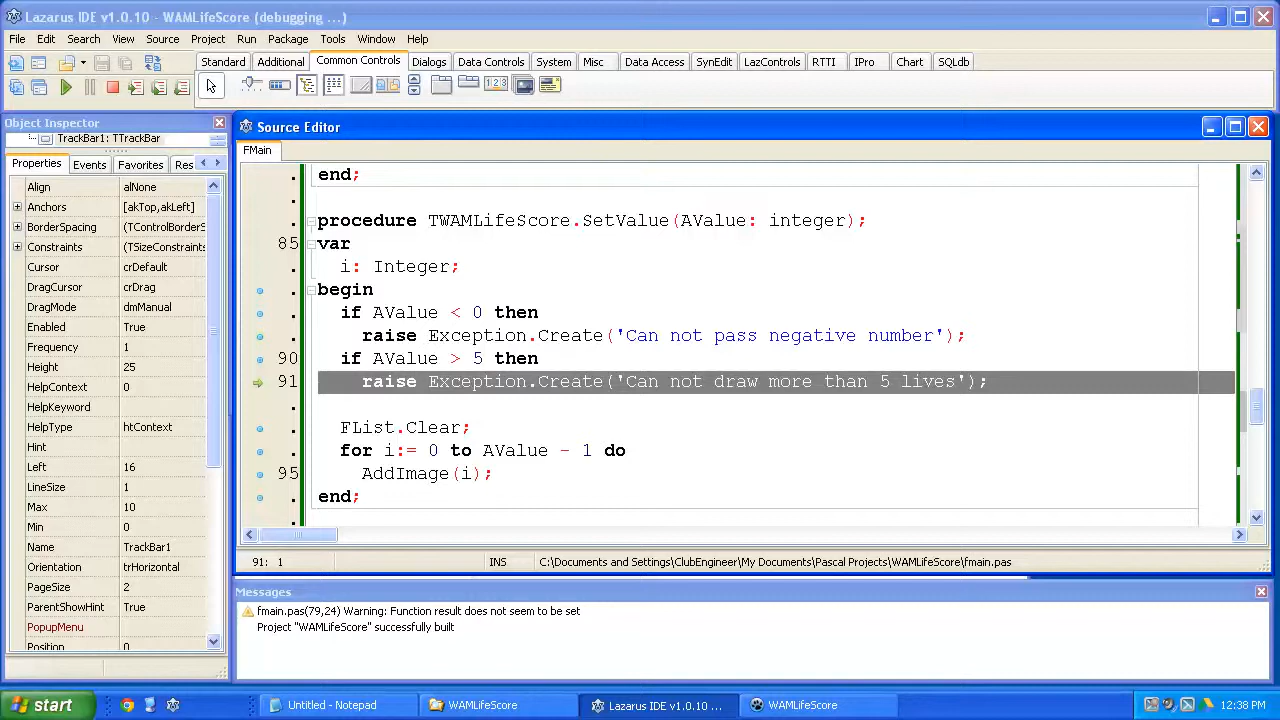 Lazarus IDE v1.0.10 - WAMLifeScore (debugging ...)
File Edit Search View Source Project Run Package Tools Window Help
Standard Additional Common Controls Dialogs Data Controls System Misc Data Access SynEdit LazControls RTTI IPro Chart SQLdb
Object Inspector
TrackBar1: TTrackBar
Properties Events Favorites Res
Align alNone
Anchors [akTop,akLeft]
BorderSpacing (TControlBorderS
Constraints (TSizeConstraints
Cursor crDefault
DragCursor crDrag
DragMode dmManual
Enabled True
Frequency 1
Height 25
HelpContext 0
HelpKeyword
HelpType htContext
Hint
Left 16
LineSize 1
Max 10
Min 0
Name TrackBar1
Orientation trHorizontal
PageSize 2
ParentShowHint True
PopupMenu
Position 0
Source Editor
FMain
. end;
.
. procedure TWAMLifeScore.SetValue(AValue: integer);
85 var
. i: Integer;
. begin
. if AValue < 0 then
. raise Exception.Create('Can not pass negative number');
90 if AValue > 5 then
91 raise Exception.Create('Can not draw more than 5 lives');
.
. FList.Clear;
. for i:= 0 to AValue - 1 do
95 AddImage(i);
. end;
.
91: 1 INS C:\Documents and Settings\ClubEngineer\My Documents\Pascal Projects\WAMLifeScore\fmain.pas
Messages
fmain.pas(79,24) Warning: Function result does not seem to be set
Project "WAMLifeScore" successfully built
start Untitled - Notepad WAMLifeScore Lazarus IDE v1.0.10 ... WAMLifeScore 12:38 PM